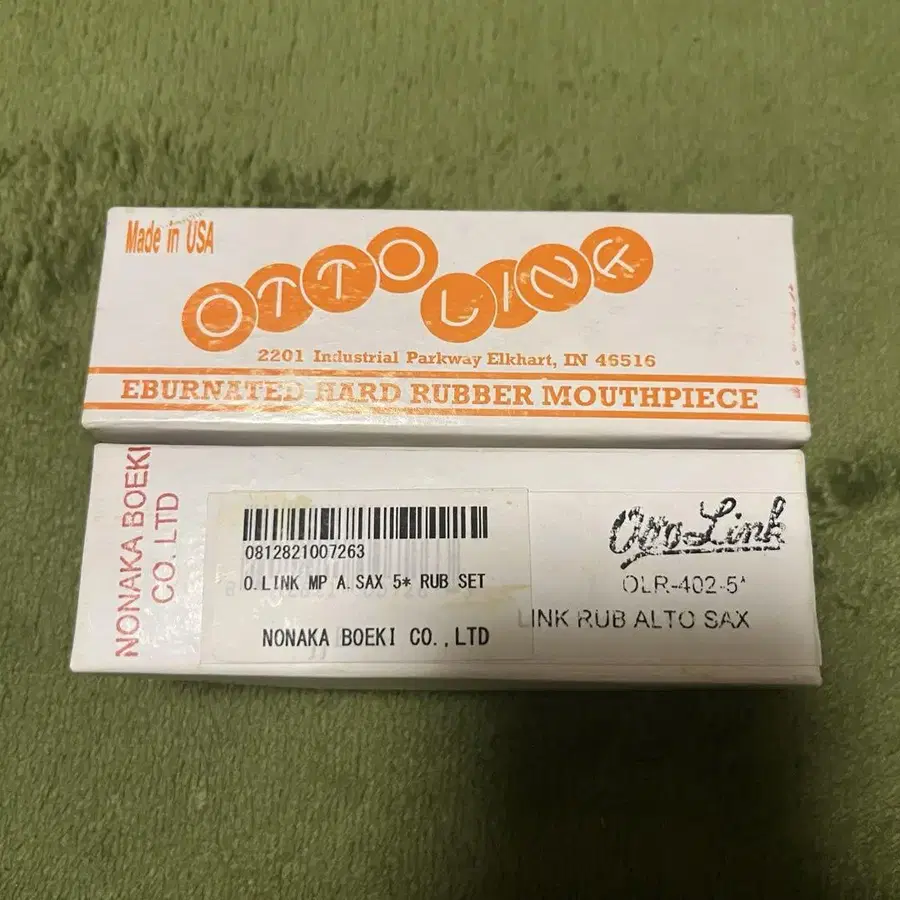 Made in USA
OTTO LINK
2201 Industrial Parkway Elkhart, IN 46516
EBURNATED HARD RUBBER MOUTHPIECE
NONAKA BOEKI
CO. LTD
0812821007263
O.LINK MP A.SAX 5* RUB SET
NONAKA BOEKI CO.,LTD
Otto Link
OLR-402-5*
LINK RUB ALTO SAX